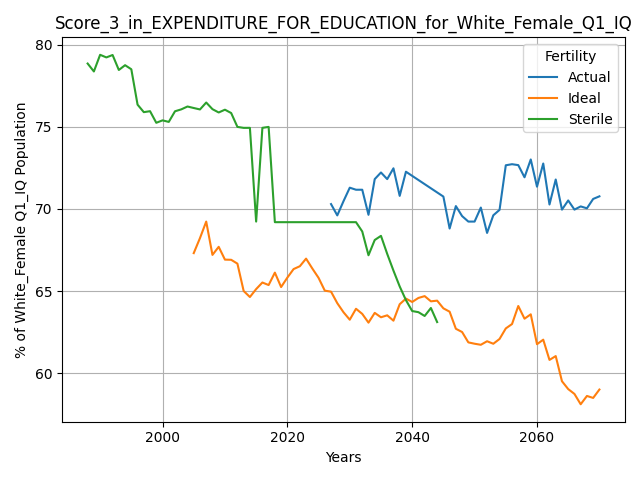 Score_3_in_EXPENDITURE_FOR_EDUCATION_for_White_Female_Q1_IQ
% of White_Female Q1_IQ Population
80
75
70
65
60
Fertility
Actual
Ideal
Sterile
2000 2020 2040 2060
Years